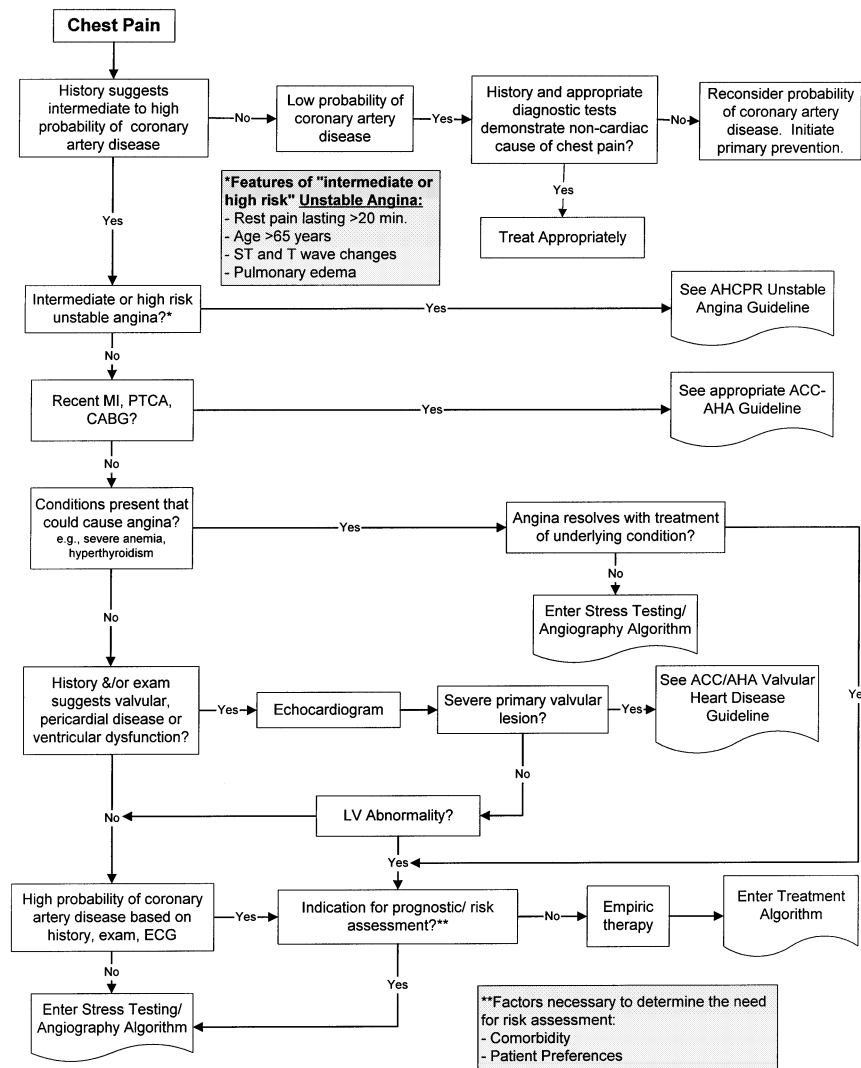 Chest Pain
History suggests
intermediate to high
probability of coronary
artery disease
No
Low probability of
coronary artery
disease
Yes
History and appropriate
diagnostic tests
demonstrate non-cardiac
cause of chest pain?
No
Reconsider probability
of coronary artery
disease. Initiate
primary prevention.
Yes
Treat Appropriately
*Features of "intermediate or
high risk" Unstable Angina:
- Rest pain lasting >20 min.
- Age >65 years
- ST and T wave changes
- Pulmonary edema
Yes
Intermediate or high risk
unstable angina?*
Yes
See AHCPR Unstable
Angina Guideline
No
Recent MI, PTCA,
CABG?
Yes
See appropriate ACC-
AHA Guideline
No
Conditions present that
could cause angina?
e.g., severe anemia,
hyperthyroidism
Yes
Angina resolves with treatment
of underlying condition?
No
Enter Stress Testing/
Angiography Algorithm
Ye
No
History &/or exam
suggests valvular,
pericardial disease or
ventricular dysfunction?
Yes
Echocardiogram
Severe primary valvular
lesion?
Yes
See ACC/AHA Valvular
Heart Disease
Guideline
No
LV Abnormality?
No
Yes
High probability of coronary
artery disease based on
history, exam, ECG
Yes
Indication for prognostic/ risk
assessment?**
No
Empiric
therapy
Enter Treatment
Algorithm
No
Yes
Enter Stress Testing/
Angiography Algorithm
**Factors necessary to determine the need
for risk assessment:
- Comorbidity
- Patient Preferences